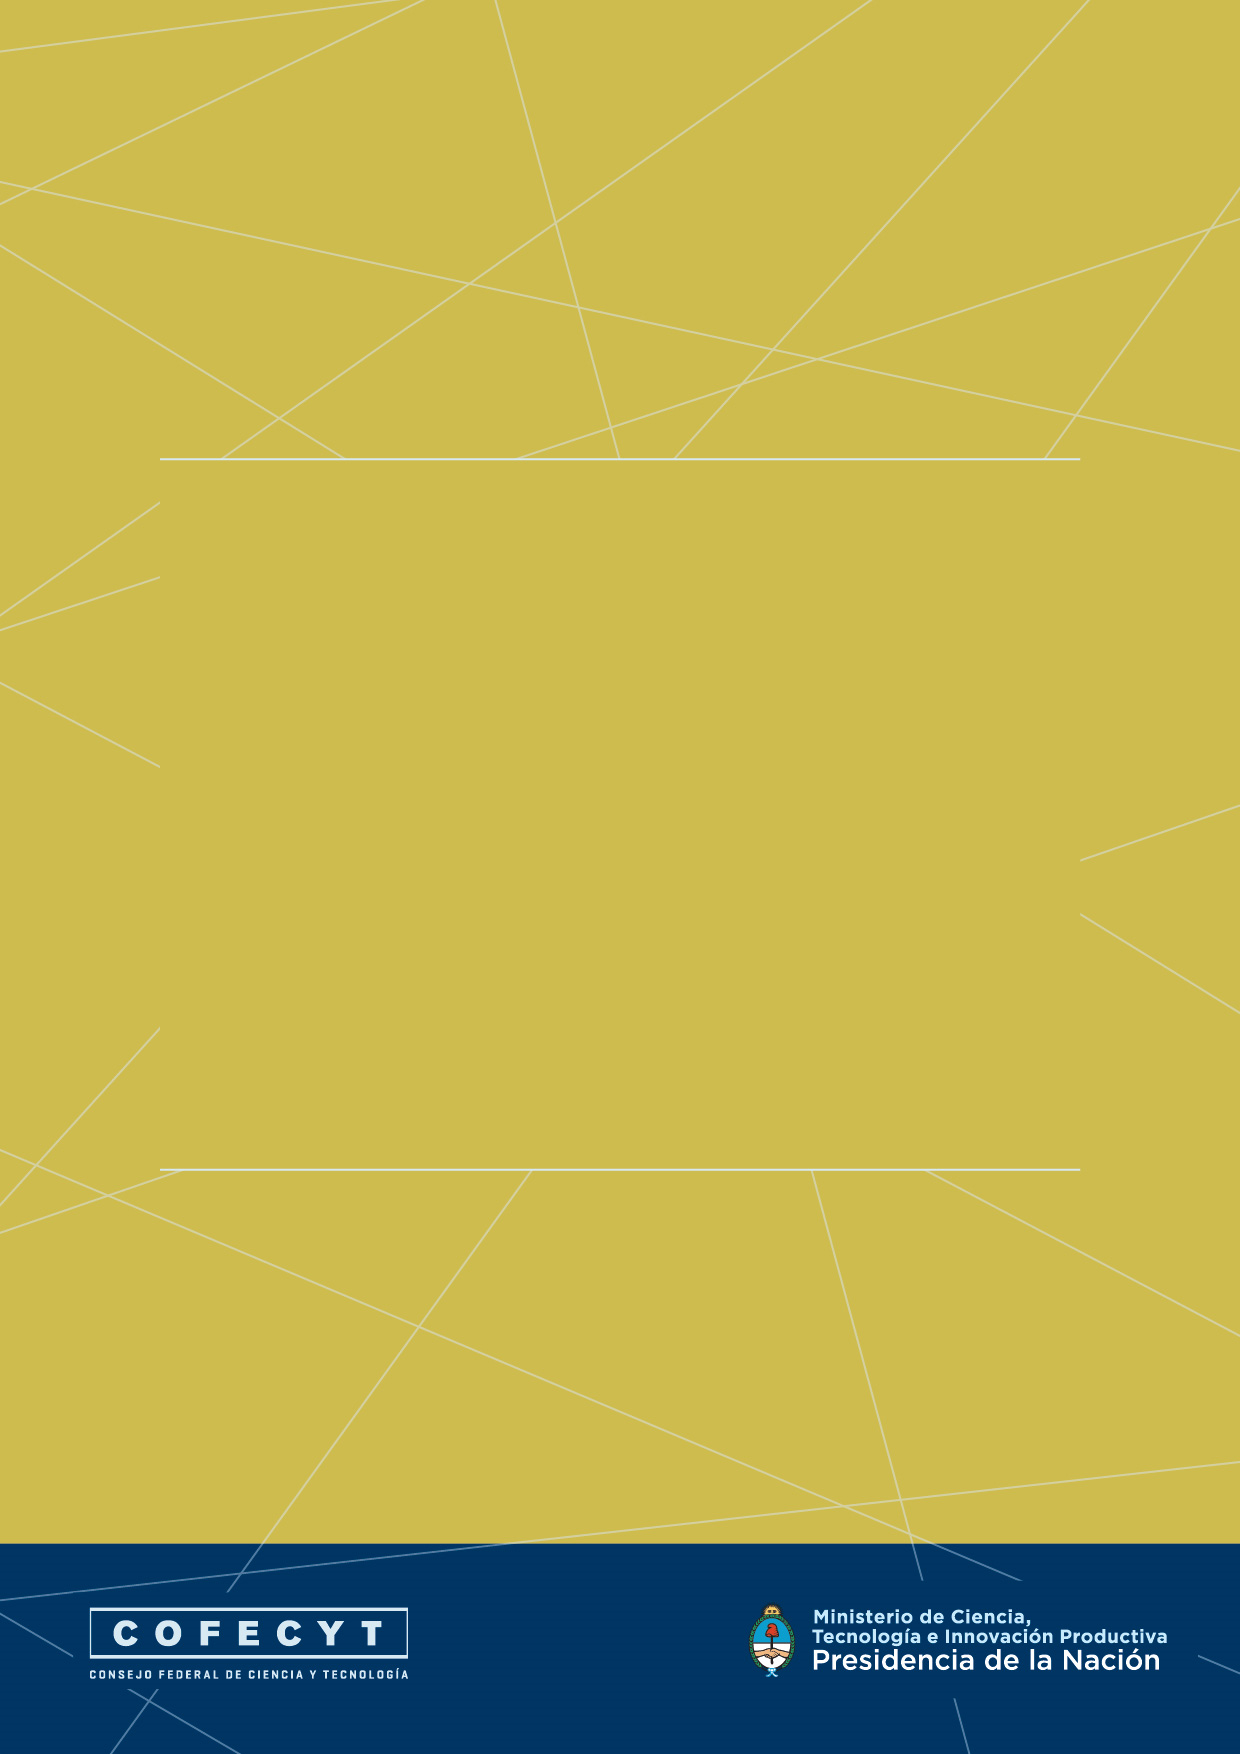 COFECYT
CONSEJO FEDERAL DE CIENCIA Y TECNOLOGÍA
Ministerio de Ciencia,
Tecnología e Innovación Productiva
Presidencia de la Nación